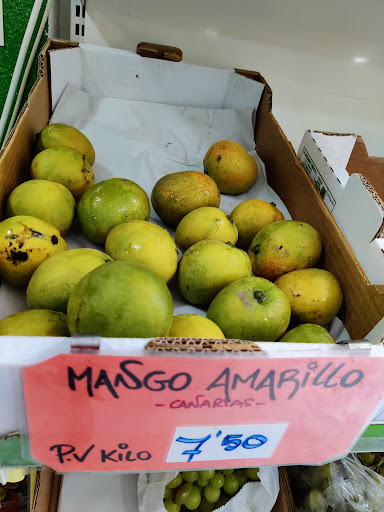 MANGO AMARILLO
- CANARIAS -
P.V KILO 7'50